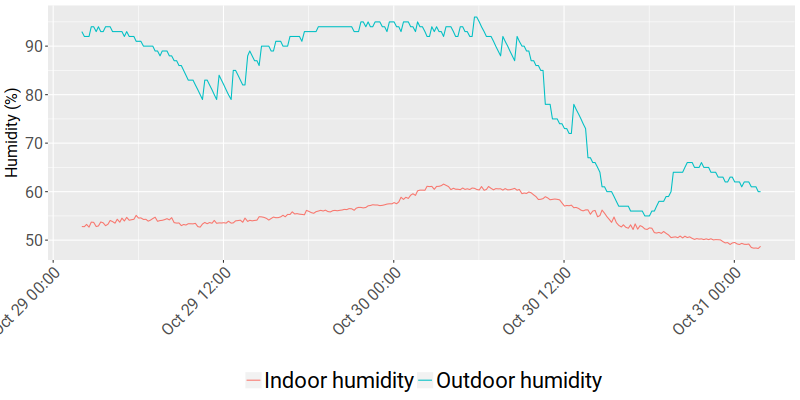 Humidity (%)
90
80
70
60
50
Oct 29 00:00
Oct 29 12:00
Oct 30 00:00
Oct 30 12:00
Oct 31 00:00
Indoor humidity
Outdoor humidity